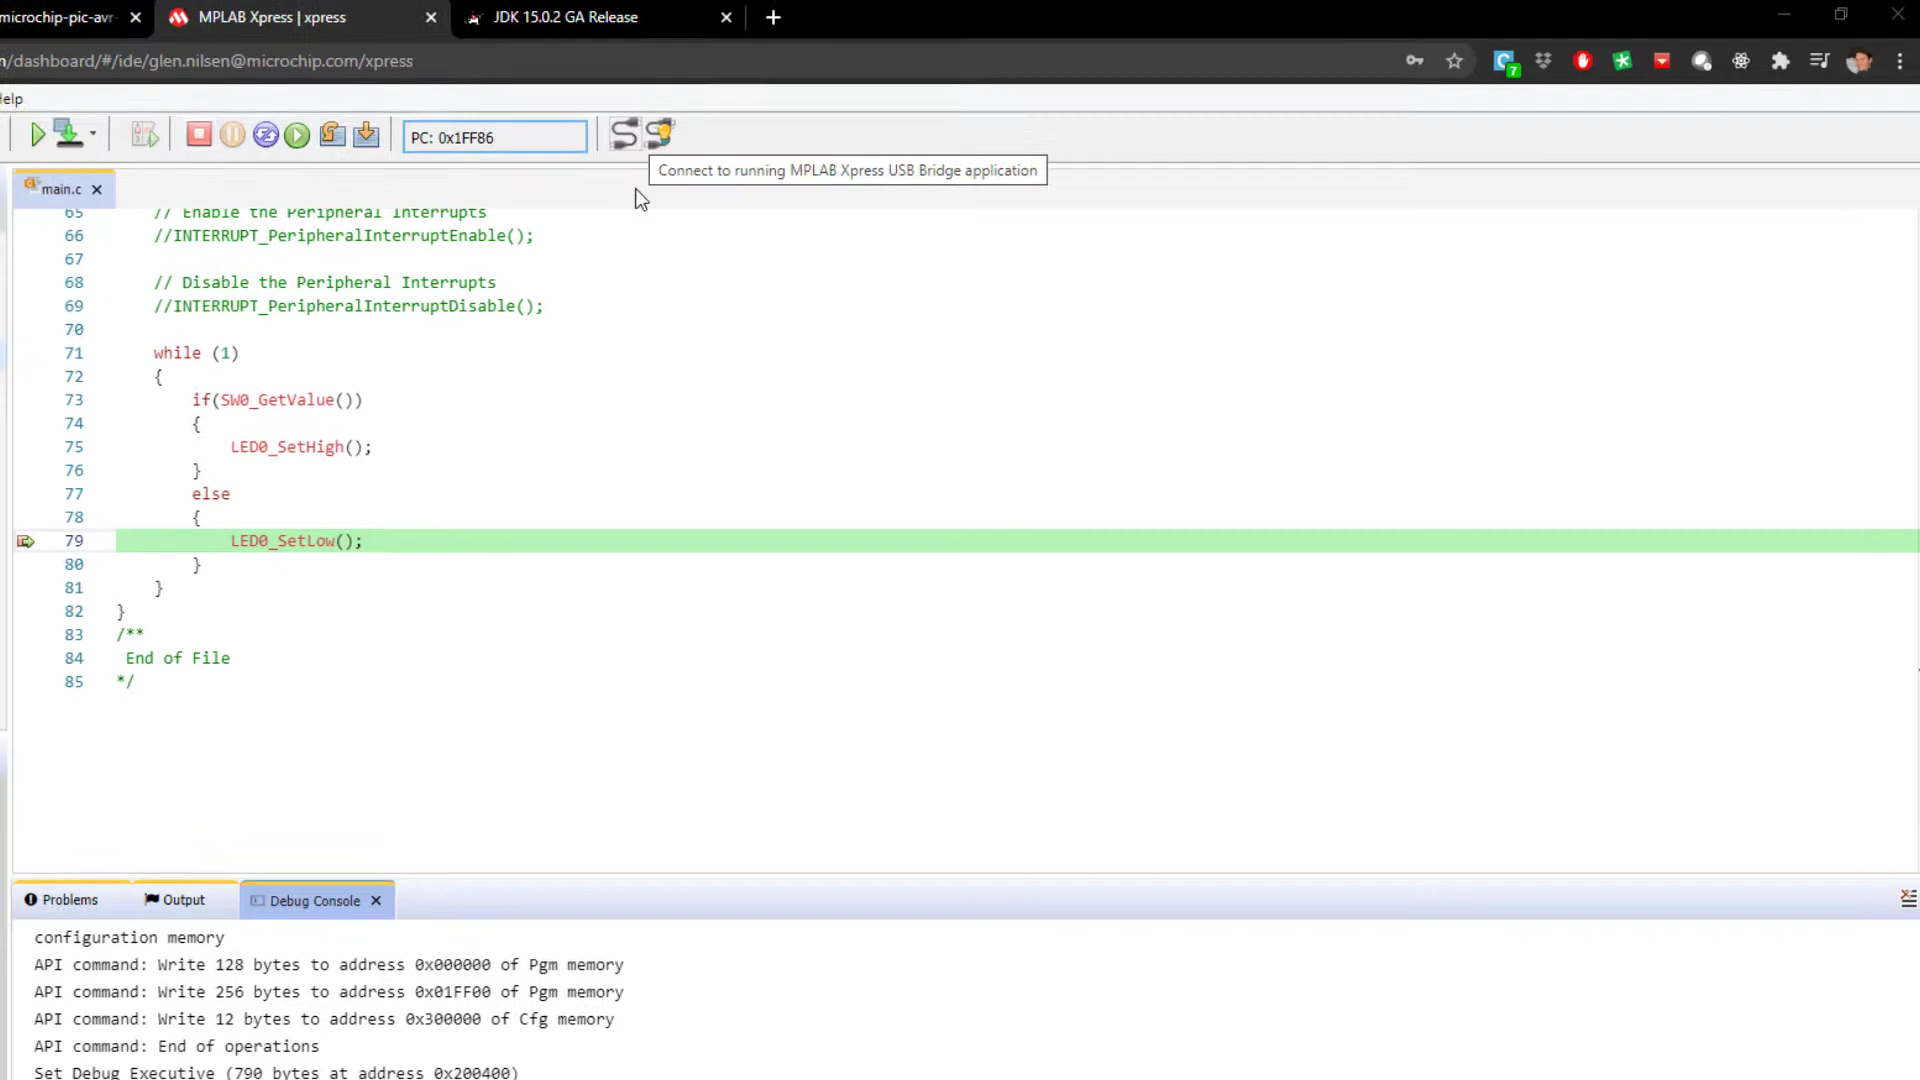 microchip-pic-avr
MPLAB Xpress | xpress
JDK 15.0.2 GA Release
n/dashboard/#/ide/glen.nilsen@microchip.com/xpress
7
Help
PC: 0x1FF86
Connect to running MPLAB Xpress USB Bridge application
main.c
65 // Enable the Peripheral Interrupts
66 //INTERRUPT_PeripheralInterruptEnable();
67
68 // Disable the Peripheral Interrupts
69 //INTERRUPT_PeripheralInterruptDisable();
70
71 while (1)
72 {
73 if(SW0_GetValue())
74 {
75 LED0_SetHigh();
76 }
77 else
78 {
79 LED0_SetLow();
80 }
81 }
82 }
83 /**
84 End of File
85 */
Problems
Output
Debug Console
configuration memory
API command: Write 128 bytes to address 0x000000 of Pgm memory
API command: Write 256 bytes to address 0x01FF00 of Pgm memory
API command: Write 12 bytes to address 0x300000 of Cfg memory
API command: End of operations
Set Debug Executive (790 bytes at address 0x200400)